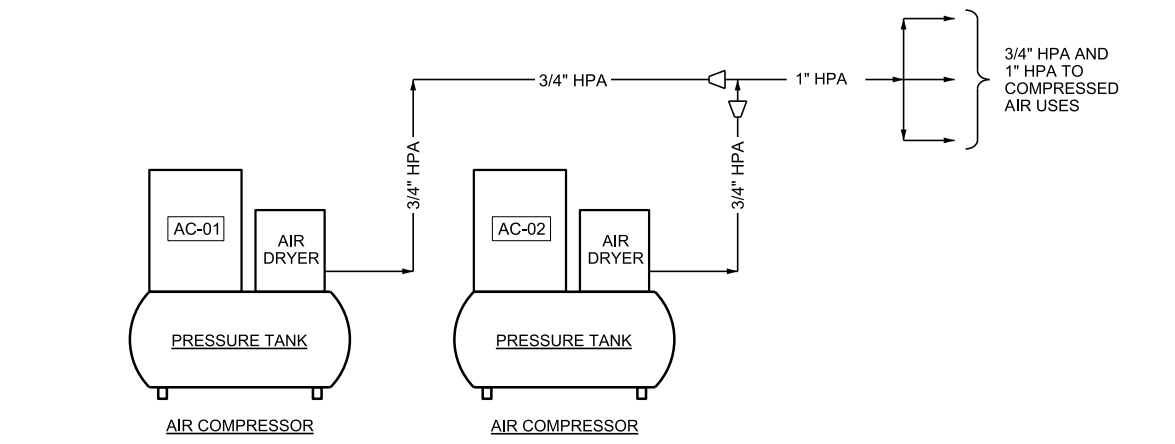 3/4" HPA
1" HPA
3/4" HPA AND
1" HPA TO
COMPRESSED
AIR USES
3/4" HPA
3/4" HPA
AC-01
AIR
DRYER
AC-02
AIR
DRYER
PRESSURE TANK
PRESSURE TANK
AIR COMPRESSOR
AIR COMPRESSOR